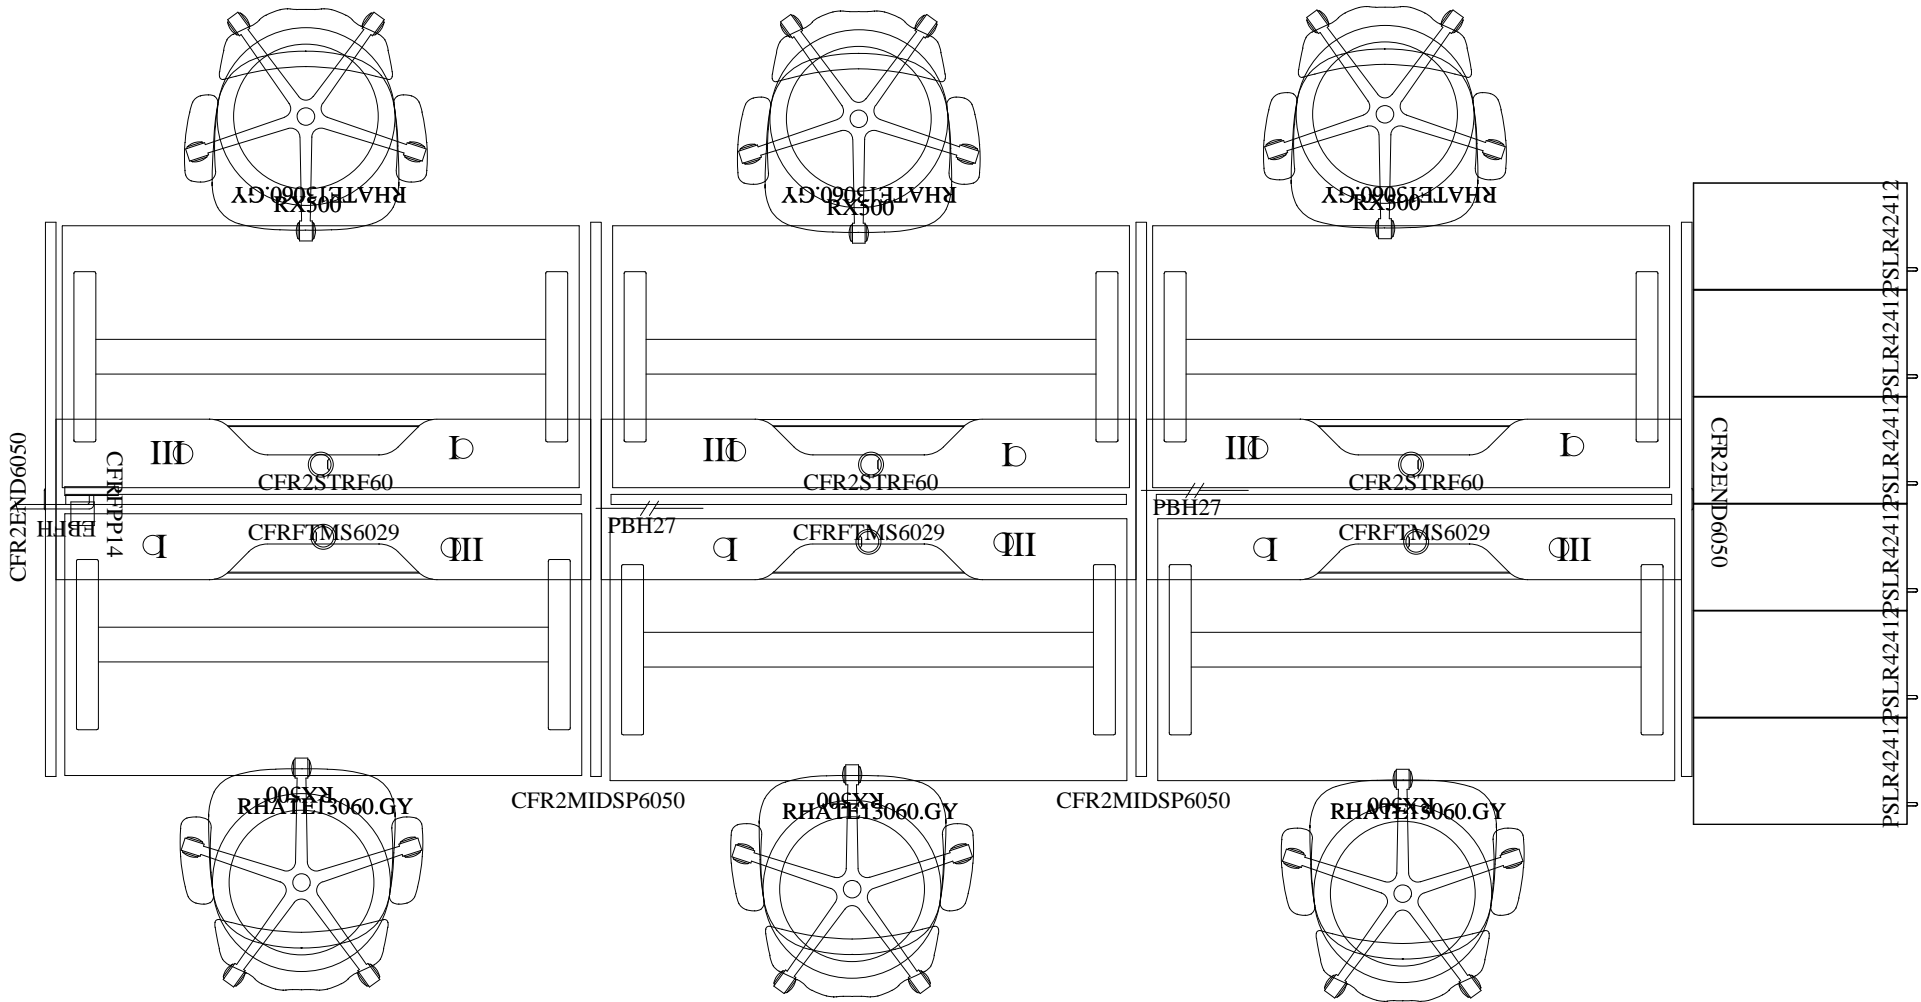 RHATE13060.GY
RX500
RHATE13060.GY
RX500
RHATE13060.GY
RX500
PSLR42412
PSLR42412
PSLR42412
PSLR42412
PSLR42412
PSLR42412
CFR2END6050
CFR2END6050
III
I
III
I
III
I
CFR2STRF60
CFR2STRF60
CFR2STRF60
EBFH
PBH27
PBH27
CFRFTMS6029
CFRFTMS6029
I
III
I
III
I
III
CFR2MIDSP6050
CFR2MIDSP6050
RX500
RHATE13060.GY
RX500
RHATE13060.GY
RX500
RHATE13060.GY